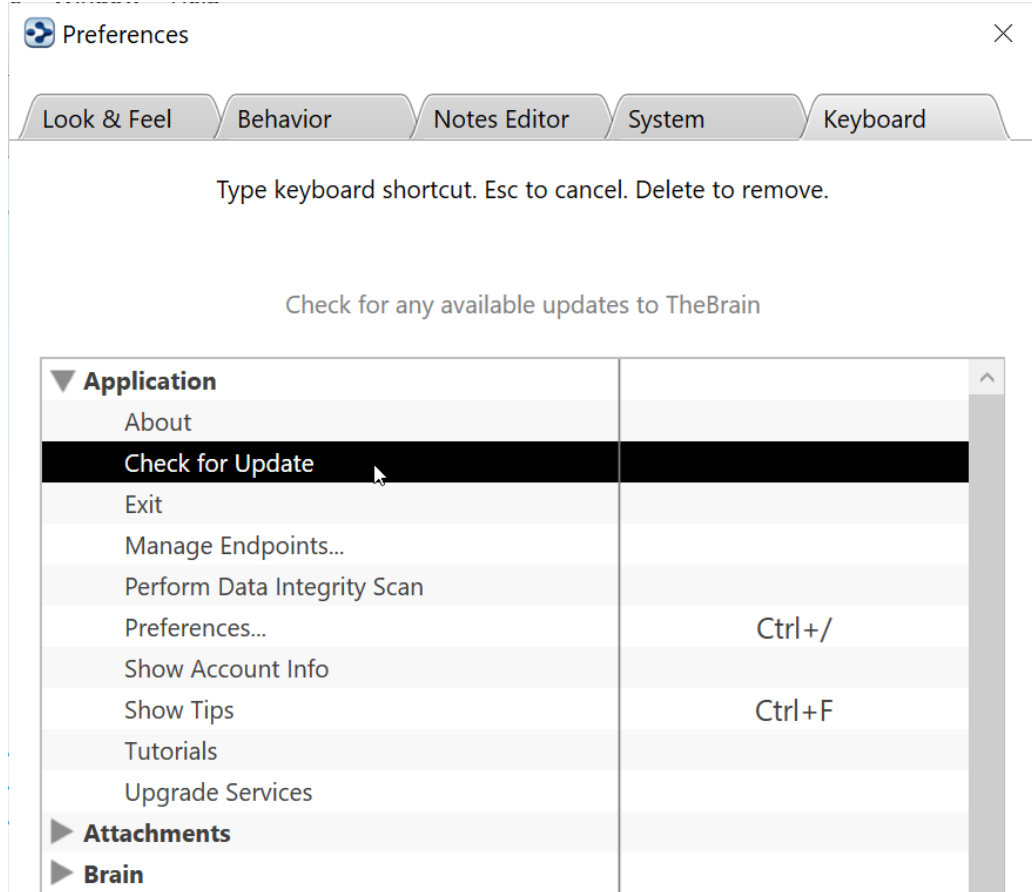 Preferences
Look & Feel Behavior Notes Editor System Keyboard
Type keyboard shortcut. Esc to cancel. Delete to remove.
Check for any available updates to TheBrain
Application
About
Check for Update
Exit
Manage Endpoints...
Perform Data Integrity Scan
Preferences... Ctrl+/
Show Account Info
Show Tips Ctrl+F
Tutorials
Upgrade Services
Attachments
Brain